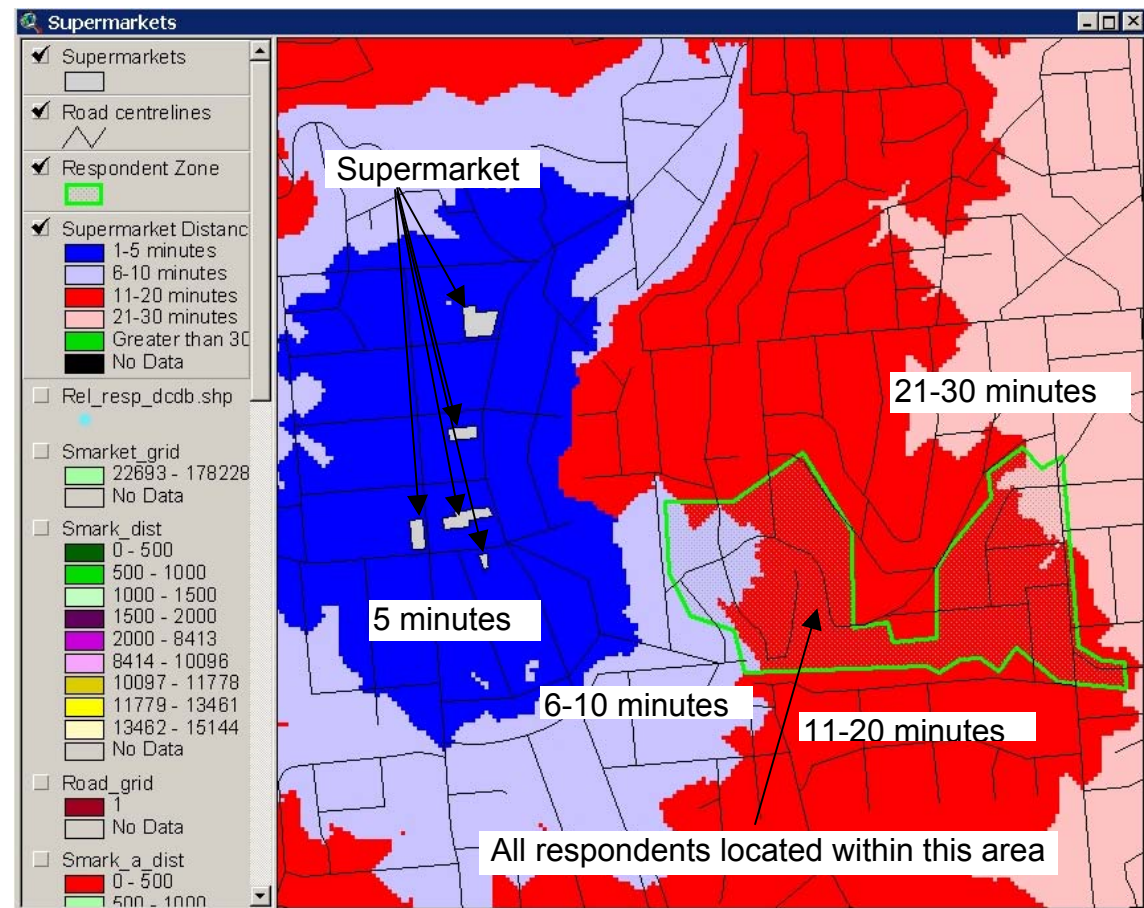 Supermarkets
Supermarkets
Road centrelines
Respondent Zone
Supermarket Distanc
1-5 minutes
6-10 minutes
11-20 minutes
21-30 minutes
Greater than 30
No Data
Rel_resp_dcdb.shp
Smarket_grid
22693 - 178228
No Data
Smark_dist
0 - 500
500 - 1000
1000 - 1500
1500 - 2000
2000 - 8413
8414 - 10096
10097 - 11778
11779 - 13461
13462 - 15144
No Data
Road_grid
1
No Data
Smark_a_dist
0 - 500
500 - 1000
Supermarket
21-30 minutes
5 minutes
6-10 minutes
11-20 minutes
All respondents located within this area